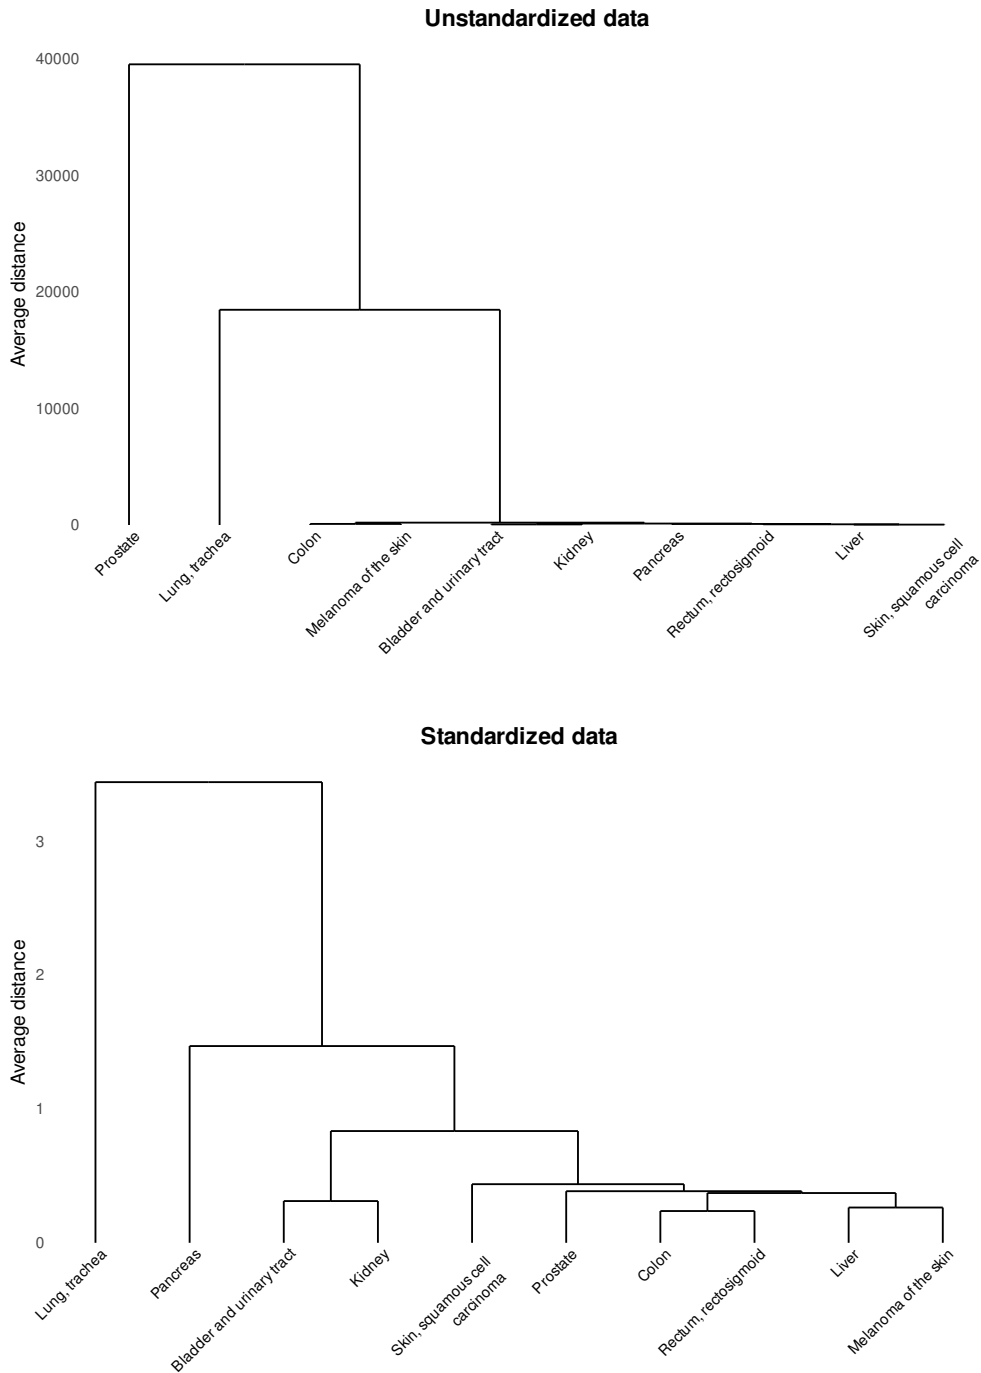 Unstandardized data
Average distance
40000
30000
20000
10000
0
Prostate
Lung, trachea
Colon
Melanoma of the skin
Bladder and urinary tract
Kidney
Pancreas
Rectum, rectosigmoid
Liver
Skin, squamous cell
carcinoma
Standardized data
Average distance
3
2
1
0
Lung, trachea
Pancreas
Bladder and urinary tract
Kidney
Skin, squamous cell
carcinoma
Prostate
Colon
Rectum, rectosigmoid
Liver
Melanoma of the skin